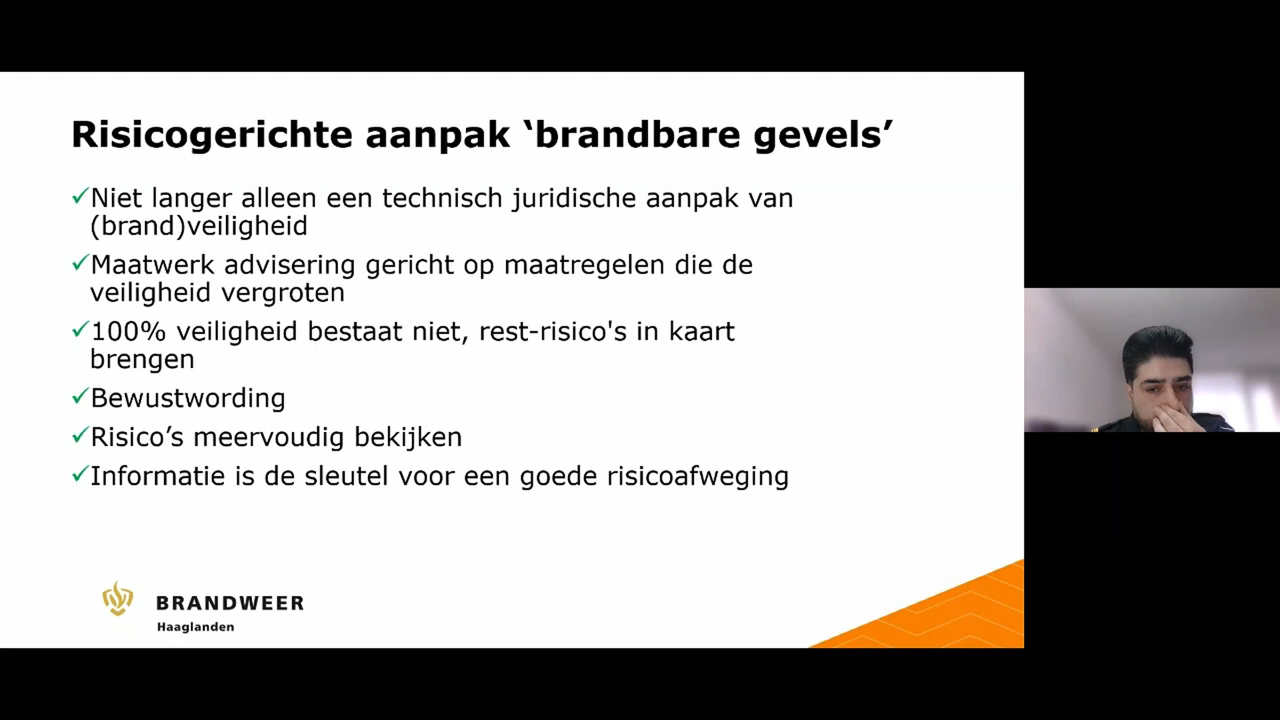 Risicogerichte aanpak ‘brandbare gevels’
✓Niet langer alleen een technisch juridische aanpak van
(brand)veiligheid
✓Maatwerk advisering gericht op maatregelen die de
veiligheid vergroten
✓100% veiligheid bestaat niet, rest-risico's in kaart
brengen
✓Bewustwording
✓Risico’s meervoudig bekijken
✓Informatie is de sleutel voor een goede risicoafweging
BRANDWEER
Haaglanden